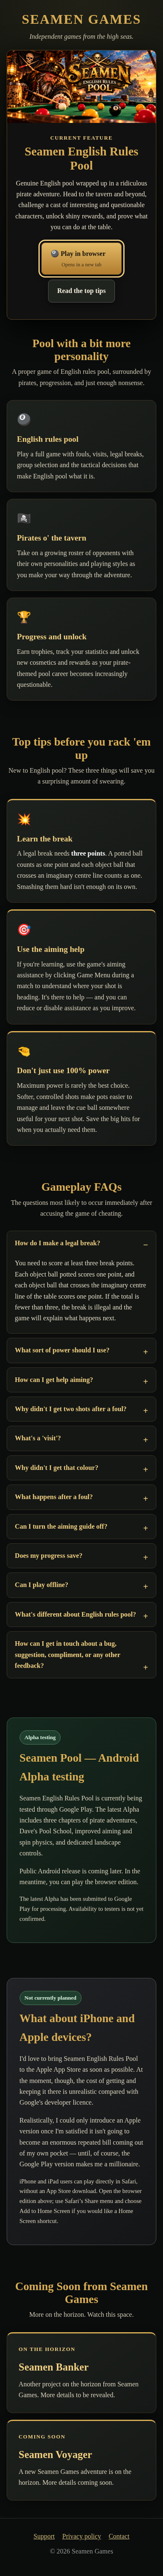 SEAMEN GAMES
Independent games from the high seas.
SEAMEN
ENGLISH RULES
POOL
CURRENT FEATURE
Seamen English Rules
Pool
Genuine English pool wrapped up in a ridiculous
pirate adventure. Head to the tavern and beyond,
challenge a cast of interesting and questionable
characters, unlock shiny rewards, and prove what
you can do at the table.
Play in browser
Opens in a new tab
Read the top tips
Pool with a bit more
personality
A proper game of English rules pool, surrounded by
pirates, progression, and just enough nonsense.
English rules pool
Play a full game with fouls, visits, legal breaks,
group selection and the tactical decisions that
make English pool what it is.
Pirates o' the tavern
Take on a growing roster of opponents with
their own personalities and playing styles as
you make your way through the adventure.
Progress and unlock
Earn trophies, track your statistics and unlock
new cosmetics and rewards as your pirate-
themed pool career becomes increasingly
questionable.
Top tips before you rack 'em
up
New to English pool? These three things will save you
a surprising amount of swearing.
Learn the break
A legal break needs three points. A potted ball
counts as one point and each object ball that
crosses an imaginary centre line counts as one.
Smashing them hard isn't enough on its own.
Use the aiming help
If you're learning, use the game's aiming
assistance by clicking Game Menu during a
match to understand where your shot is
heading. It's there to help — and you can
reduce or disable assistance as you improve.
Don't just use 100% power
Maximum power is rarely the best choice.
Softer, controlled shots make pots easier to
manage and leave the cue ball somewhere
useful for your next shot. Save the big hits for
when you actually need them.
Gameplay FAQs
The questions most likely to occur immediately after
accusing the game of cheating.
How do I make a legal break? −
You need to score at least three break points.
Each object ball potted scores one point, and
each object ball that crosses the imaginary centre
line of the table scores one point. If the total is
fewer than three, the break is illegal and the
game will explain what happens next.
What sort of power should I use? +
How can I get help aiming? +
Why didn't I get two shots after a foul? +
What's a 'visit'? +
Why didn't I get that colour? +
What happens after a foul? +
Can I turn the aiming guide off? +
Does my progress save? +
Can I play offline? +
What's different about English rules pool? +
How can I get in touch about a bug,
suggestion, compliment, or any other
feedback? +
Alpha testing
Seamen Pool — Android
Alpha testing
Seamen English Rules Pool is currently being
tested through Google Play. The latest Alpha
includes three chapters of pirate adventures,
Dave's Pool School, improved aiming and
spin physics, and dedicated landscape
controls.
Public Android release is coming later. In the
meantime, you can play the browser edition.
The latest Alpha has been submitted to Google
Play for processing. Availability to testers is not yet
confirmed.
Not currently planned
What about iPhone and
Apple devices?
I'd love to bring Seamen English Rules Pool
to the Apple App Store as soon as possible. At
the moment, though, the cost of getting and
keeping it there is unrealistic compared with
Google's developer licence.
Realistically, I could only introduce an Apple
version once I'm satisfied it isn't going to
become an enormous repeated bill coming out
of my own pocket — until, of course, the
Google Play version makes me a millionaire.
iPhone and iPad users can play directly in Safari,
without an App Store download. Open the browser
edition above; use Safari's Share menu and choose
Add to Home Screen if you would like a Home
Screen shortcut.
Coming Soon from Seamen
Games
More on the horizon. Watch this space.
ON THE HORIZON
Seamen Banker
Another project on the horizon from Seamen
Games. More details to be revealed.
COMING SOON
Seamen Voyager
A new Seamen Games adventure is on the
horizon. More details coming soon.
Support Privacy policy Contact
© 2026 Seamen Games